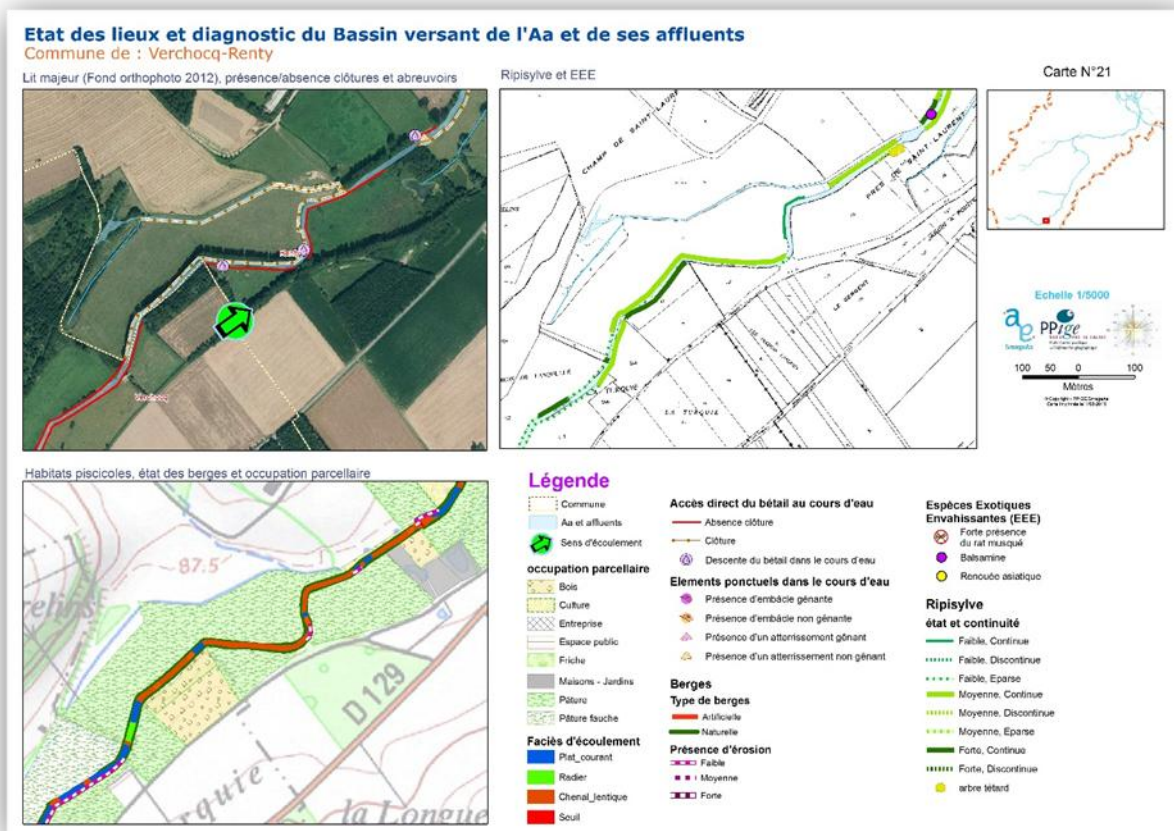 Etat des lieux et diagnostic du Bassin versant de l'Aa et de ses affluents
Commune de : Verchocq-Renty
Lit majeur (Fond orthophoto 2012), présence/absence clôtures et abreuvoirs
Ripisylve et EEE
Carte N°21
Verchocq
CHAMP DE SAINT-LAURE
PRES DE SAINT-LAURENT
LE SERGENT
LA TURQUIE
Echelle 1/5000
PPige
100 50 0 100
Mètres
Habitats piscicoles, état des berges et occupation parcellaire
87.5
D 129
rquie
la Longue
Légende
Commune
Aa et affluents
Sens d'écoulement
occupation parcellaire
Bois
Culture
Entreprise
Espace public
Friche
Maisons - Jardins
Pâture
Pâture fauche
Faciès d'écoulement
Plat_courant
Radier
Chenal_lentique
Seuil
Accès direct du bétail au cours d'eau
Absence clôture
Clôture
Descente du bétail dans le cours d'eau
Elements ponctuels dans le cours d'eau
Présence d'embâcle gênante
Présence d'embâcle non gênante
Présence d'un atterrissement gênant
Présence d'un atterrissement non gênant
Berges
Type de berges
Artificielle
Naturelle
Présence d'érosion
Faible
Moyenne
Forte
Espèces Exotiques
Envahissantes (EEE)
Forte présence
du rat musqué
Balsamine
Renouée asiatique
Ripisylve
état et continuité
Faible, Continue
Faible, Discontinue
Faible, Eparse
Moyenne, Continue
Moyenne, Discontinue
Moyenne, Eparse
Forte, Continue
Forte, Discontinue
arbre têtard